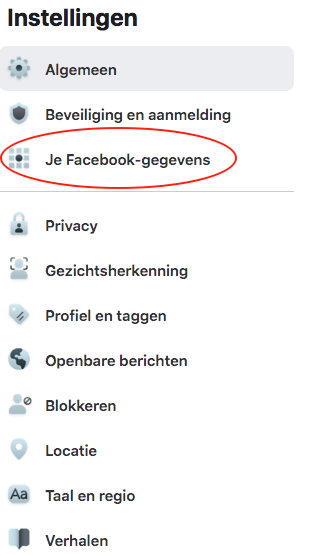 Instellingen
Algemeen
Beveiliging en aanmelding
Je Facebook-gegevens
Privacy
Gezichtsherkenning
Profiel en taggen
Openbare berichten
Blokkeren
Locatie
Aa Taal en regio
Verhalen